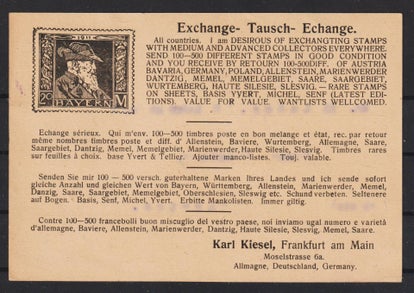 1911
20 BAYERN M
Exchange- Tausch- Echange.
All countries. I am DESIROUS OF EXCHANGTING STAMPS
WITH MEDIUM AND ADVANCED COLLECTORS EVERYWHERE.
SEND 100—500 DIFFERENT STAMPS IN GOOD CONDITION
AND YOU RECEIVE BY RETURN 100-500DIFF. OF AUSTRIA
BAVARIA, GERMANY, POLAND, ALLENSTEIN, MARIENWERDER
DANTZIG, MEMEL, MEMELGEBIET, SAARE, SAARGEBIET,
WURTEMBERG, HAUTE SILESIE, SLESVIG. — RARE STAMPS
ON SHEETS, BASIS YVERT, MICHEL, SENF (LATEST EDI-
TIONS). VALUE FOR VALUE. WANTLISTS WELLCOMED.
Echange sérieux. Qui m'env. 100—500 timbres poste en bon melange et état, rec. par retour
même nombres timbres poste et diff. d' Allenstein, Baviere, Wurtemberg, Allemagne, Saare,
Saargebiet, Dantzig, Memel, Memelgebiet, Marienwerder, Haute Silesie, Slesvig. Timbres rares
sur feuilles à choix. base Yvert & Tellier. Ajouter manco-listes. Touj. valable.
Senden Sie mir 100 — 500 versch. guterhaltene Marken Ihres Landes und ich sende sofort
gleiche Anzahl und gleichen Wert von Bayern, Württemberg, Allenstein, Marienwerder, Memel,
Danzig, Saare, Saargebiet, Memelgebiet, Oberschlesien, Slesvig etc. Schund verbeten. Seltenere
auf Bogen. Basis, Senf, Michel, Yvert. Erbitte Mankolisten. Immer giltig.
Contre 100—500 francebolli buon miscuglio del vestro paese, noi inviamo ugal numero e varietà
d'allemagne, Baviere, Allenstein, Marienwerder, Dantzig, Haute Silesie, Slesvig, Memel, Saare.
Karl Kiesel, Frankfurt am Main
Moselstrasse 6a.
Allmagne, Deutschland, Germany.